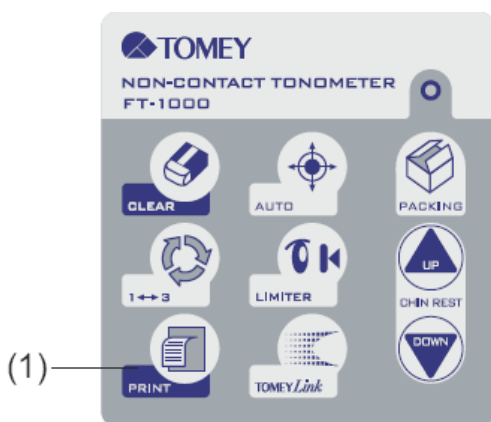 TOMEY
NON-CONTACT TONOMETER
FT-1000
CLEAR
AUTO
PACKING
1↔3
LIMITER
UP
CHIN REST
DOWN
(1)
PRINT
TOMEY Link